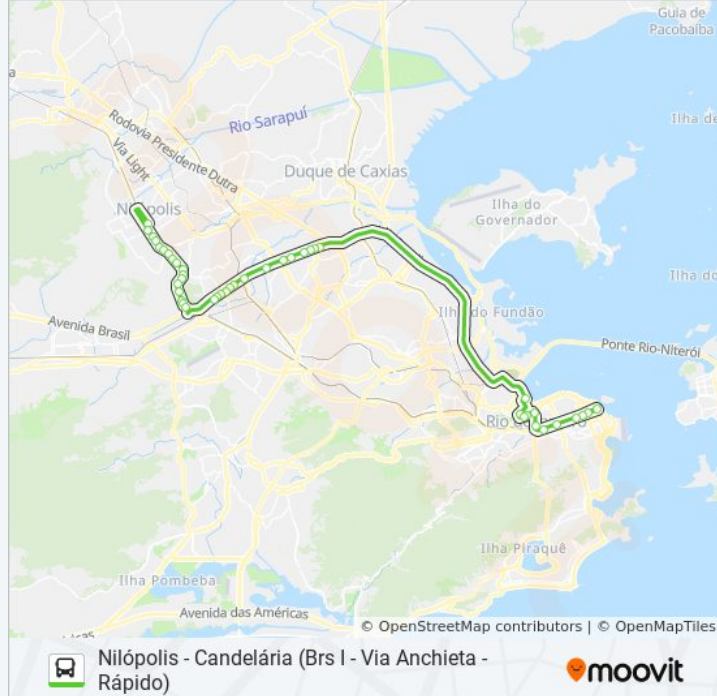 Guia de
Pacobaíba
Ilha de
Rio Sarapuí
Rodovia Presidente Dutra
Via Light
Duque de Caxias
Ilha do
Governador
Ilha do
Ilha do Fundão
Avenida Brasil
Ponte Rio-Niterói
Ilha Piraquê
Ilha Pombeba
Avenida das Américas
© OpenStreetMap contributors | © OpenMapTiles
Nilópolis - Candelária (Brs I - Via Anchieta -
Rápido)
moovit